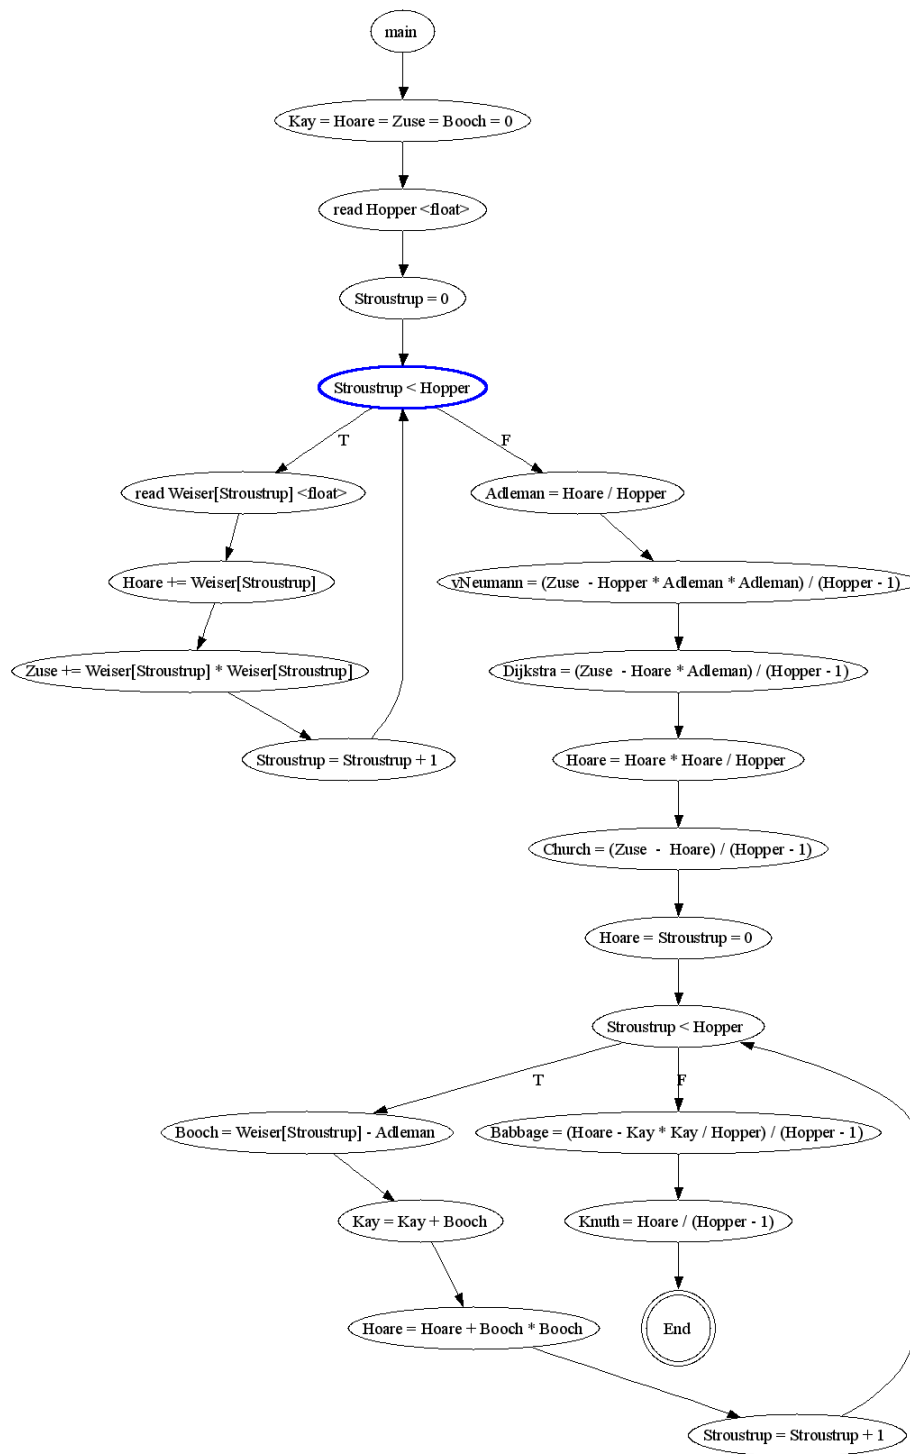 main
Kay = Hoare = Zuse = Booch = 0
read Hopper <float>
Stroustrup = 0
Stroustrup < Hopper
T
F
read Weiser[Stroustrup] <float>
Adleman = Hoare / Hopper
Hoare += Weiser[Stroustrup]
vNeumann = (Zuse  - Hopper * Adleman * Adleman) / (Hopper - 1)
Zuse += Weiser[Stroustrup] * Weiser[Stroustrup]
Dijkstra = (Zuse  - Hoare * Adleman) / (Hopper - 1)
Stroustrup = Stroustrup + 1
Hoare = Hoare * Hoare / Hopper
Church = (Zuse  -  Hoare) / (Hopper - 1)
Hoare = Stroustrup = 0
Stroustrup < Hopper
T
F
Booch = Weiser[Stroustrup] - Adleman
Babbage = (Hoare - Kay * Kay / Hopper) / (Hopper - 1)
Kay = Kay + Booch
Knuth = Hoare / (Hopper - 1)
Hoare = Hoare + Booch * Booch
End
Stroustrup = Stroustrup + 1